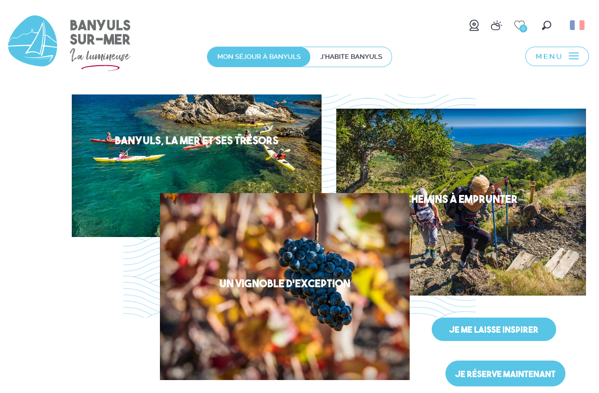 BANYULS
SUR-MER
La lumineuse
MON SÉJOUR À BANYULS
J'HABITE BANYULS
MENU
BANYULS, LA MER ET SES TRÉSORS
HEMINS À EMPRUNTER
UN VIGNOBLE D'EXCEPTION
JE ME LAISSE INSPIRER
JE RÉSERVE MAINTENANT